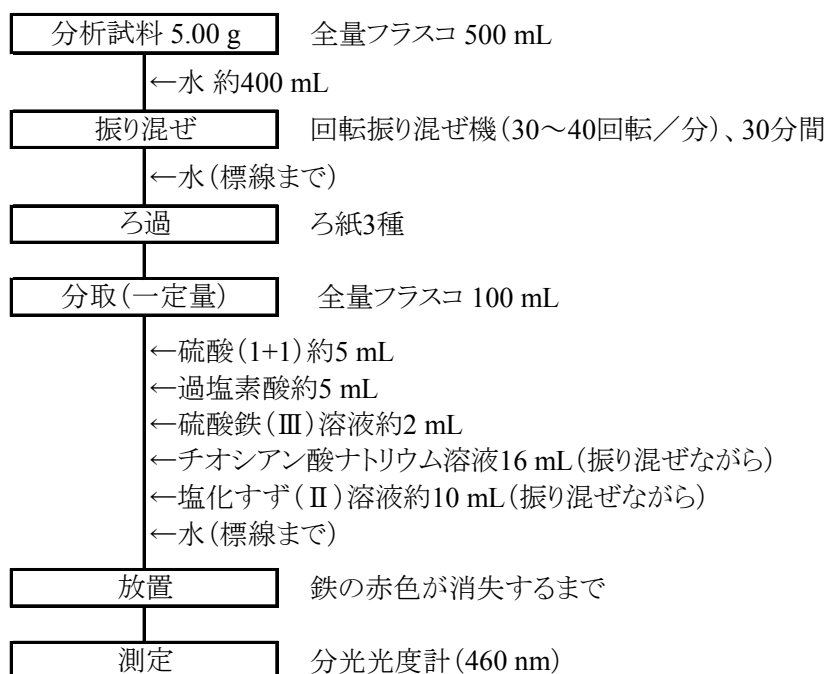 分析試料 5.00 g 全量フラスコ 500 mL
←水 約400 mL
振り混ぜ 回転振り混ぜ機(30～40回転／分)、30分間
←水(標線まで)
ろ過 ろ紙3種
分取(一定量) 全量フラスコ 100 mL
←硫酸(1+1)約5 mL
←過塩素酸約5 mL
←硫酸鉄(Ⅲ)溶液約2 mL
←チオシアン酸ナトリウム溶液16 mL(振り混ぜながら)
←塩化すず(Ⅱ)溶液約10 mL(振り混ぜながら)
←水(標線まで)
放置 鉄の赤色が消失するまで
測定 分光光度計(460 nm)